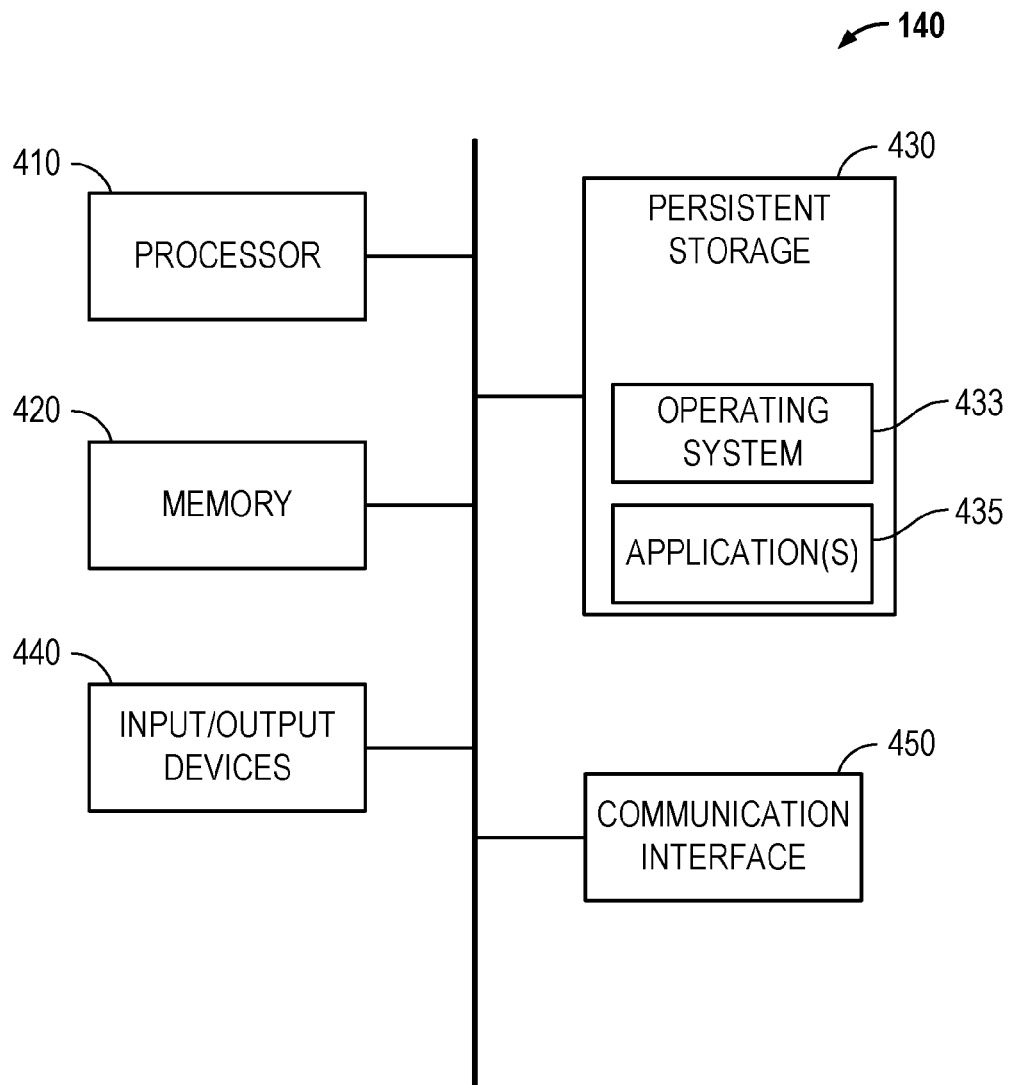 140
410
PROCESSOR
430
PERSISTENT
STORAGE
OPERATING
SYSTEM
433
APPLICATION(S)
435
420
MEMORY
440
INPUT/OUTPUT
DEVICES
450
COMMUNICATION
INTERFACE